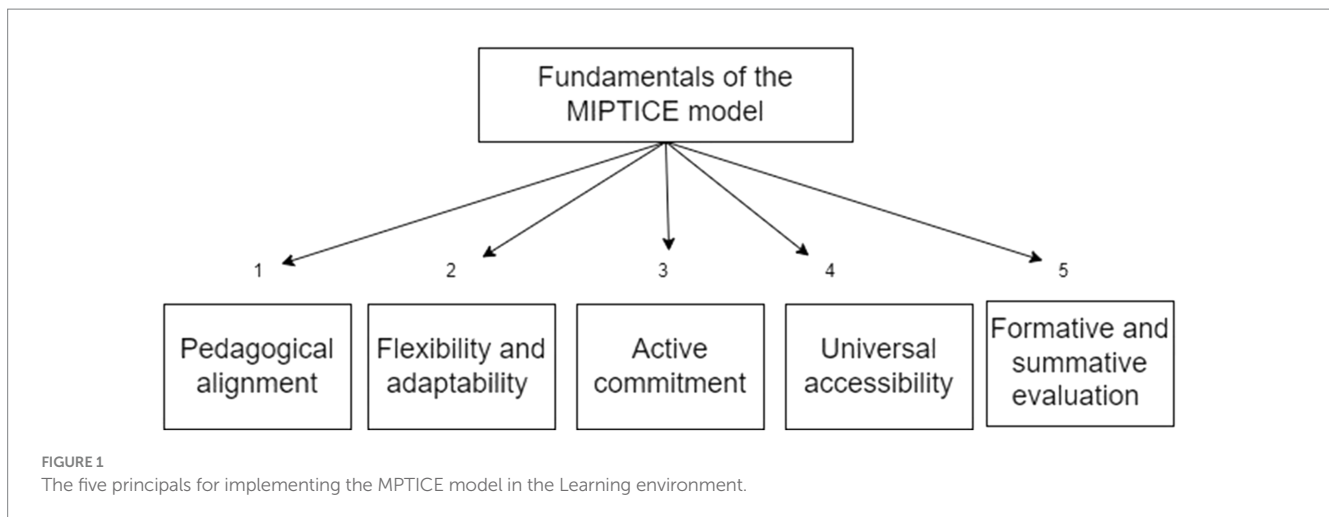 Fundamentals of the
MIPTICE model
1
2
3
4
5
Pedagogical
alignment
Flexibility and
adaptability
Active
commitment
Universal
accessibility
Formative and
summative
evaluation
FIGURE 1
The five principals for implementing the MPTICE model in the Learning environment.